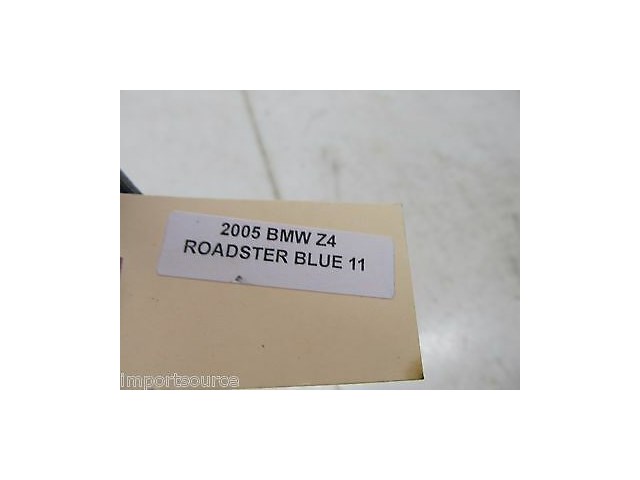 2005 BMW Z4
ROADSTER BLUE 11
importsource